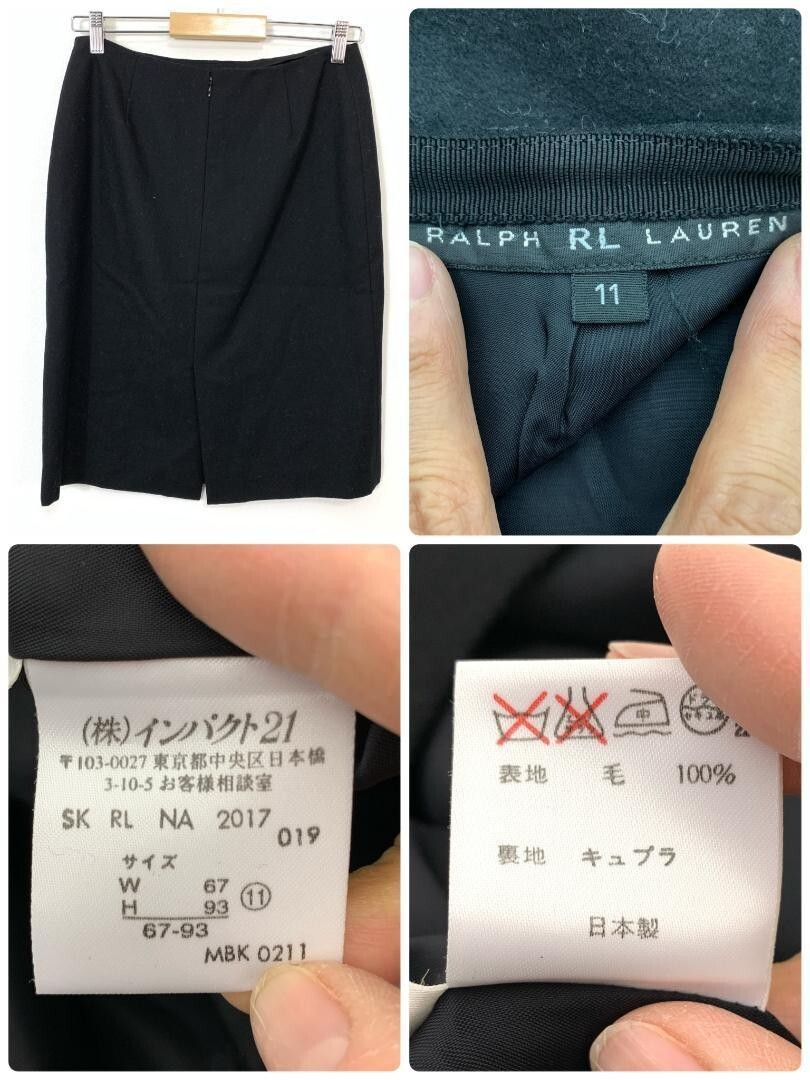 RALPH RL LAUREN
11
(株)インパクト21
〒103-0027 東京都中央区日本橋
3-10-5 お客様相談室
SK RL NA 2017 019
サイズ
W 67
H 93 ⑪
67-93
MBK 0211
中
表地 毛 100%
裏地 キュプラ
日本製